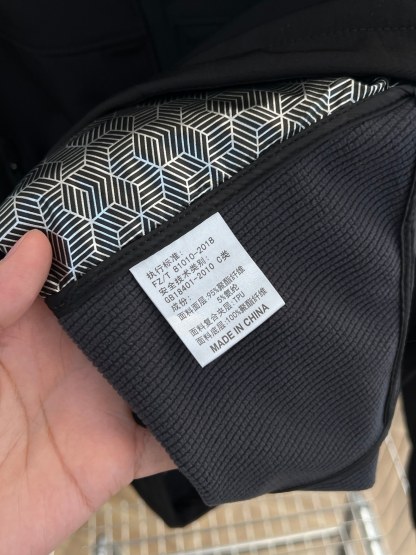 执行标准：
FZ/T 81010-2018
安全技术类别：
GB18401-2010 C类
成份：
面料面层:95%聚酯纤维
5%氨纶
面料复合夹层:TPU
面料底层:100%聚酯纤维
MADE IN CHINA